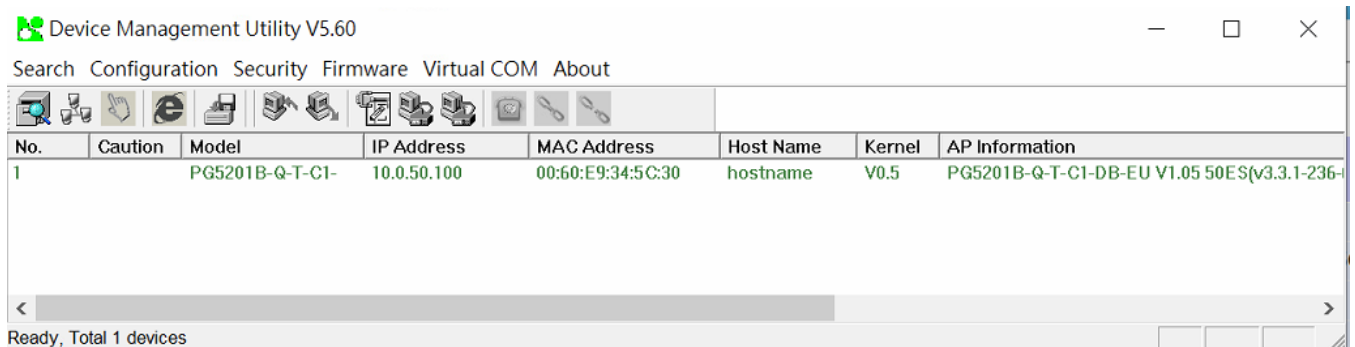 Device Management Utility V5.60
Search Configuration Security Firmware Virtual COM About
No. Caution Model IP Address MAC Address Host Name Kernel AP Information
1 PG5201B-Q-T-C1- 10.0.50.100 00:60:E9:34:5C:30 hostname V0.5 PG5201B-Q-T-C1-DB-EU V1.05 50ES(v3.3.1-236-
Ready, Total 1 devices